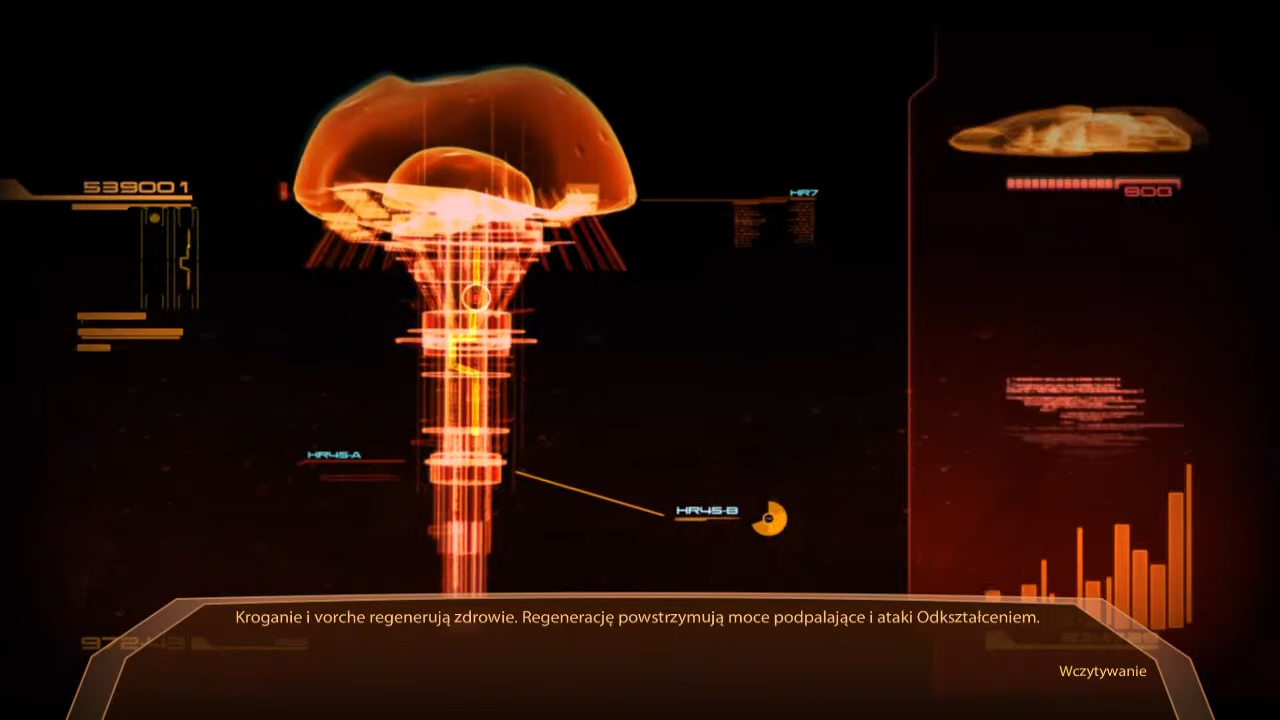 539001
HR7
900
HR45-A
HR45-B
Kroganie i vorche regenerują zdrowie. Regenerację powstrzymują moce podpalające i ataki Odkształceniem.
Wczytywanie